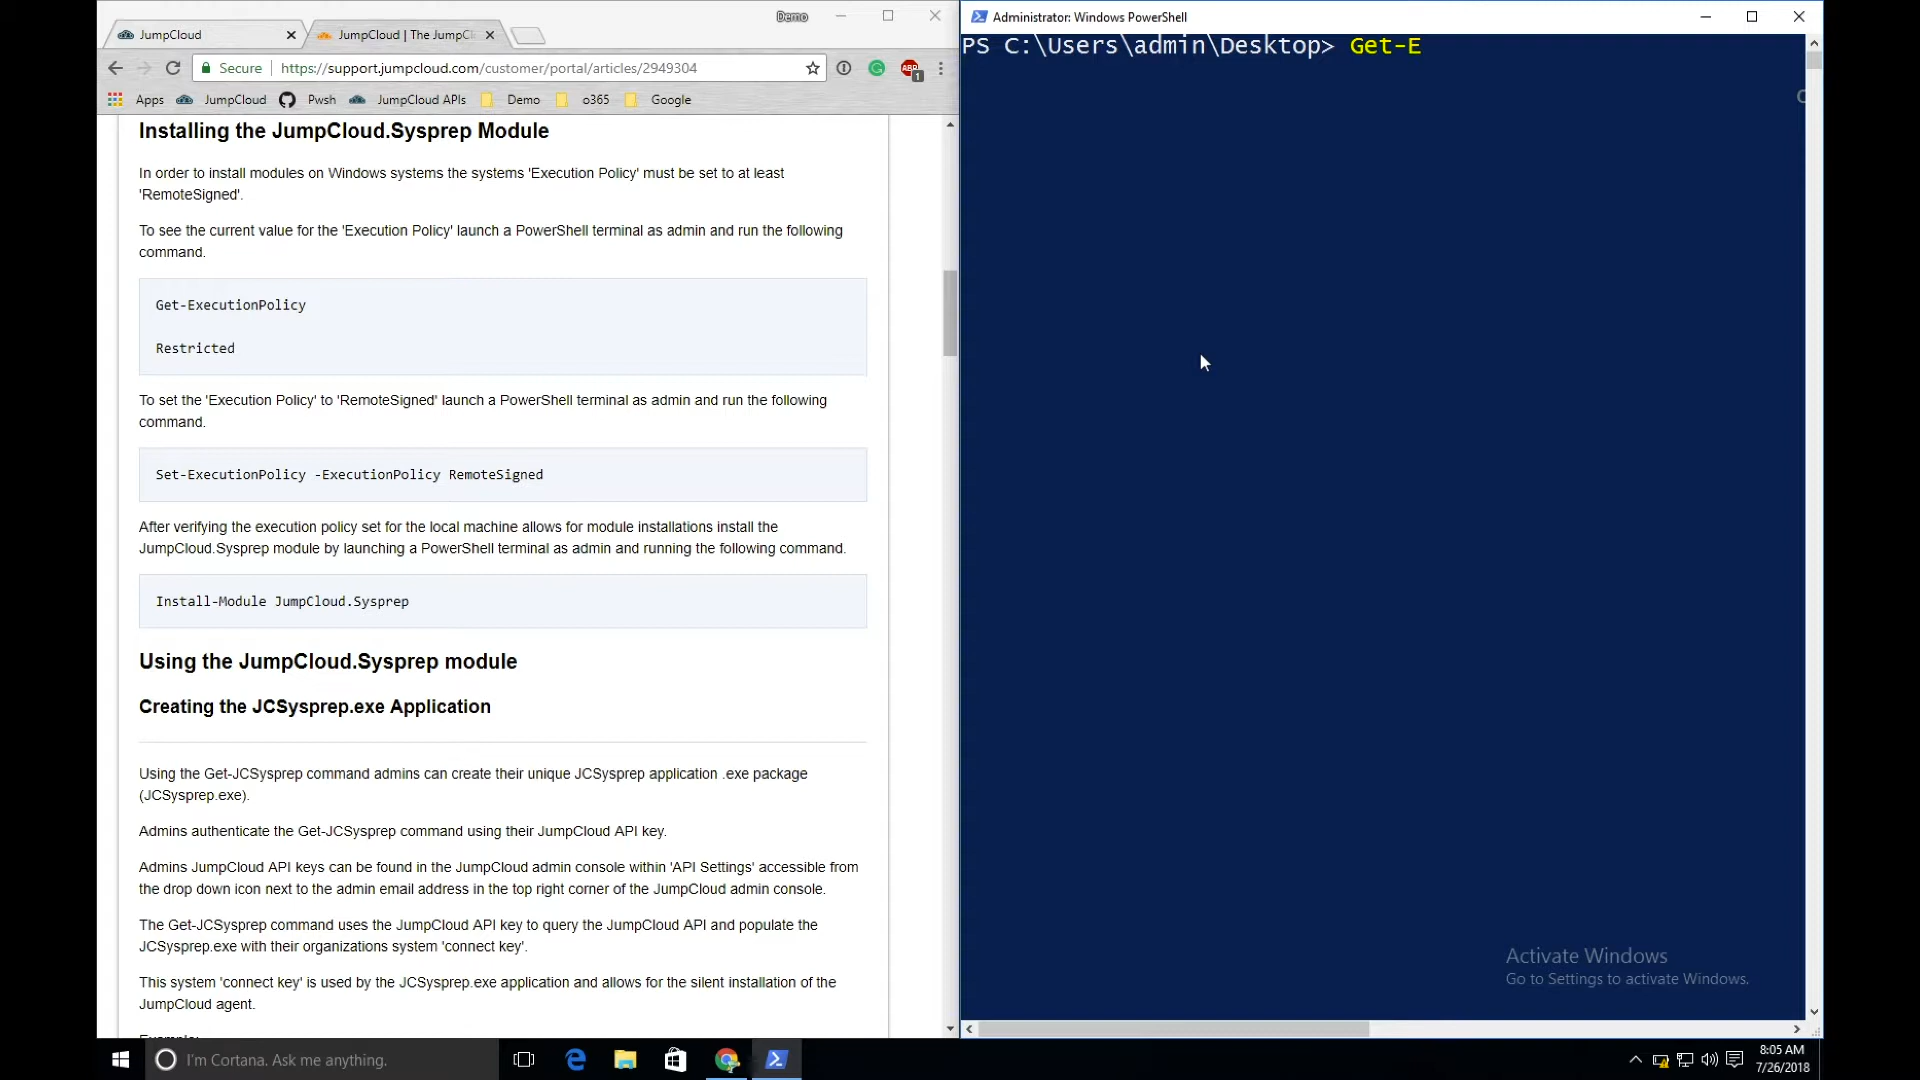 Demo
JumpCloud
JumpCloud | The JumpCl
Secure
https://support.jumpcloud.com/customer/portal/articles/2949304
ABP
1
Apps
JumpCloud
Pwsh
JumpCloud APIs
Demo
o365
Google
Installing the JumpCloud.Sysprep Module
In order to install modules on Windows systems the systems 'Execution Policy' must be set to at least
'RemoteSigned'.
To see the current value for the 'Execution Policy' launch a PowerShell terminal as admin and run the following
command.
Get-ExecutionPolicy
Restricted
To set the 'Execution Policy' to 'RemoteSigned' launch a PowerShell terminal as admin and run the following
command.
Set-ExecutionPolicy -ExecutionPolicy RemoteSigned
After verifying the execution policy set for the local machine allows for module installations install the
JumpCloud.Sysprep module by launching a PowerShell terminal as admin and running the following command.
Install-Module JumpCloud.Sysprep
Using the JumpCloud.Sysprep module
Creating the JCSysprep.exe Application
Using the Get-JCSysprep command admins can create their unique JCSysprep application .exe package
(JCSysprep.exe).
Admins authenticate the Get-JCSysprep command using their JumpCloud API key.
Admins JumpCloud API keys can be found in the JumpCloud admin console within 'API Settings' accessible from
the drop down icon next to the admin email address in the top right corner of the JumpCloud admin console.
The Get-JCSysprep command uses the JumpCloud API key to query the JumpCloud API and populate the
JCSysprep.exe with their organizations system 'connect key'.
This system 'connect key' is used by the JCSysprep.exe application and allows for the silent installation of the
JumpCloud agent.
Example:
Administrator: Windows PowerShell
PS C:\Users\admin\Desktop> Get-E
Activate Windows
Go to Settings to activate Windows.
I'm Cortana. Ask me anything.
8:05 AM
7/26/2018